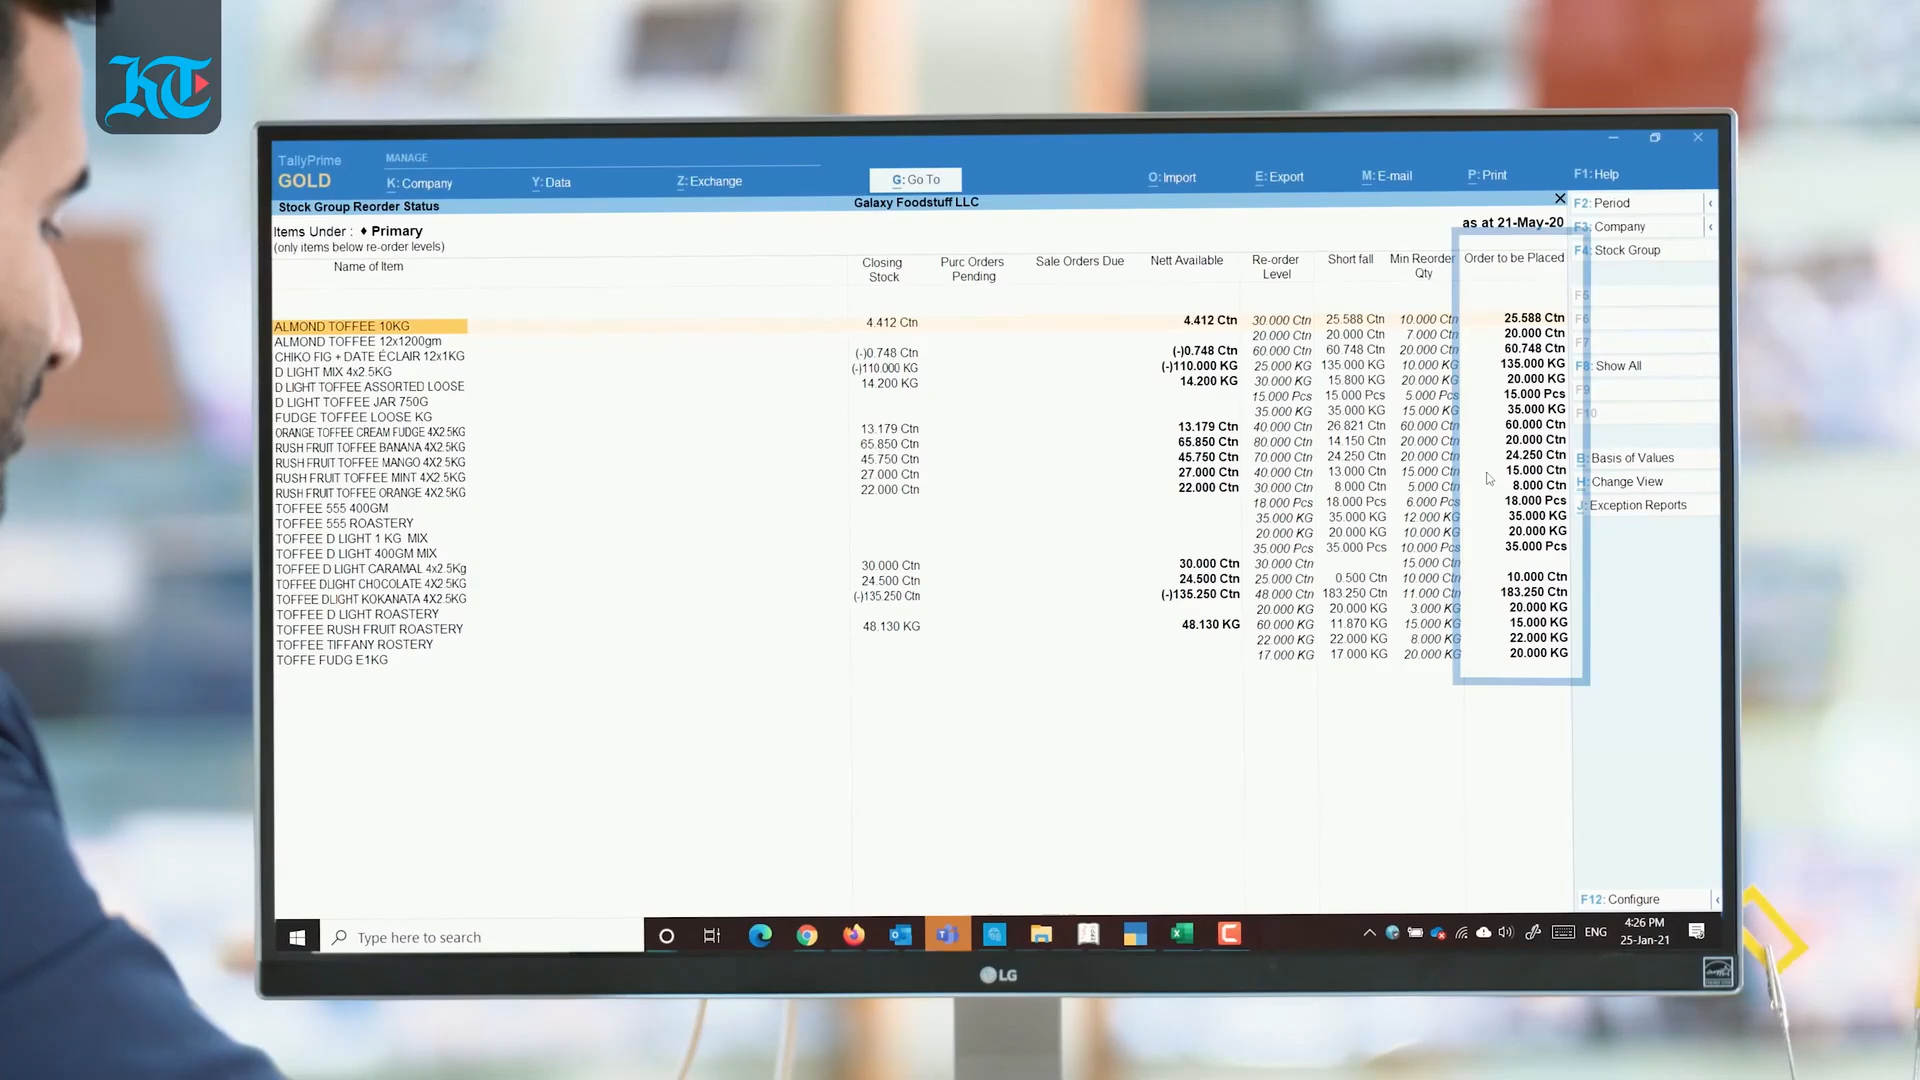 KT
TallyPrime
GOLD
MANAGE
K: Company
Y: Data
Z: Exchange
G: Go To
O: Import
E: Export
M: E-mail
P: Print
F1: Help
Stock Group Reorder Status
Galaxy Foodstuff LLC
Items Under : ♦ Primary
as at 21-May-20
(only items below re-order levels)
Name of Item Closing Stock Purc Orders Pending Sale Orders Due Nett Available Re-order Level Short fall Min Reorder Qty Order to be Placed
ALMOND TOFFEE 10KG 4.412 Ctn 4.412 Ctn 30.000 Ctn 25.588 Ctn 10.000 Ctn 25.588 Ctn
ALMOND TOFFEE 12x1200gm 20.000 Ctn 20.000 Ctn 7.000 Ctn 20.000 Ctn
CHIKO FIG + DATE ÉCLAIR 12x1KG (-)0.748 Ctn (-)0.748 Ctn 60.000 Ctn 60.748 Ctn 20.000 Ctn 60.748 Ctn
D LIGHT MIX 4x2.5KG (-)110.000 KG (-)110.000 KG 25.000 KG 135.000 KG 10.000 KG 135.000 KG
D LIGHT TOFFEE ASSORTED LOOSE 14.200 KG 14.200 KG 30.000 KG 15.800 KG 20.000 KG 20.000 KG
D LIGHT TOFFEE JAR 750G 15.000 Pcs 15.000 Pcs 5.000 Pcs 15.000 Pcs
FUDGE TOFFEE LOOSE KG 35.000 KG 35.000 KG 15.000 KG 35.000 KG
ORANGE TOFFEE CREAM FUDGE 4X2.5KG 13.179 Ctn 13.179 Ctn 40.000 Ctn 26.821 Ctn 60.000 Ctn 60.000 Ctn
RUSH FRUIT TOFFEE BANANA 4X2.5KG 65.850 Ctn 65.850 Ctn 80.000 Ctn 14.150 Ctn 20.000 Ctn 20.000 Ctn
RUSH FRUIT TOFFEE MANGO 4X2.5KG 45.750 Ctn 45.750 Ctn 70.000 Ctn 24.250 Ctn 20.000 Ctn 24.250 Ctn
RUSH FRUIT TOFFEE MINT 4X2.5KG 27.000 Ctn 27.000 Ctn 40.000 Ctn 13.000 Ctn 15.000 Ctn 15.000 Ctn
RUSH FRUIT TOFFEE ORANGE 4X2.5KG 22.000 Ctn 22.000 Ctn 30.000 Ctn 8.000 Ctn 5.000 Ctn 8.000 Ctn
TOFFEE 555 400GM 18.000 Pcs 18.000 Pcs 6.000 Pcs 18.000 Pcs
TOFFEE 555 ROASTERY 35.000 KG 35.000 KG 12.000 KG 35.000 KG
TOFFEE D LIGHT 1 KG MIX 20.000 KG 20.000 KG 10.000 KG 20.000 KG
TOFFEE D LIGHT 400GM MIX 35.000 Pcs 35.000 Pcs 10.000 Pcs 35.000 Pcs
TOFFEE D LIGHT CARAMAL 4x2.5Kg 30.000 Ctn 30.000 Ctn 30.000 Ctn 15.000 Ctn
TOFFEE DLIGHT CHOCOLATE 4X2.5KG 24.500 Ctn 24.500 Ctn 25.000 Ctn 0.500 Ctn 10.000 Ctn 10.000 Ctn
TOFFEE DLIGHT KOKANATA 4X2.5KG (-)135.250 Ctn (-)135.250 Ctn 48.000 Ctn 183.250 Ctn 11.000 Ctn 183.250 Ctn
TOFFEE D LIGHT ROASTERY 20.000 KG 20.000 KG 3.000 KG 20.000 KG
TOFFEE RUSH FRUIT ROASTERY 48.130 KG 48.130 KG 60.000 KG 11.870 KG 15.000 KG 15.000 KG
TOFFEE TIFFANY ROSTERY 22.000 KG 22.000 KG 8.000 KG 22.000 KG
TOFFE FUDG E1KG 17.000 KG 17.000 KG 20.000 KG 20.000 KG
F2: Period
F3: Company
F4: Stock Group
F5
F6
F7
F8: Show All
F9
F10
B: Basis of Values
H: Change View
J: Exception Reports
F12: Configure
Type here to search
ENG
4:26 PM
25-Jan-21
LG